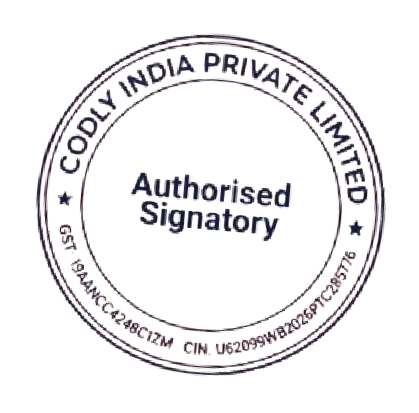 CODLY INDIA PRIVATE LIMITED
Authorised
Signatory
GST 19AANCC4248C1ZM CIN. U62099WB2026PTC285776